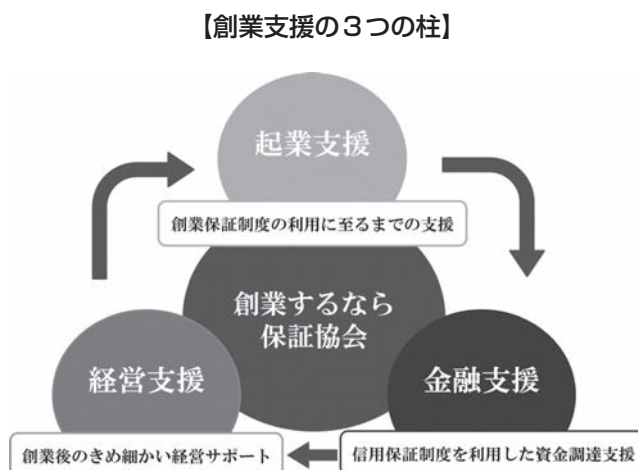 【創業支援の３つの柱】
起業支援
創業保証制度の利用に至るまでの支援
創業するなら
保証協会
経営支援
金融支援
創業後のきめ細かい経営サポート
信用保証制度を利用した資金調達支援